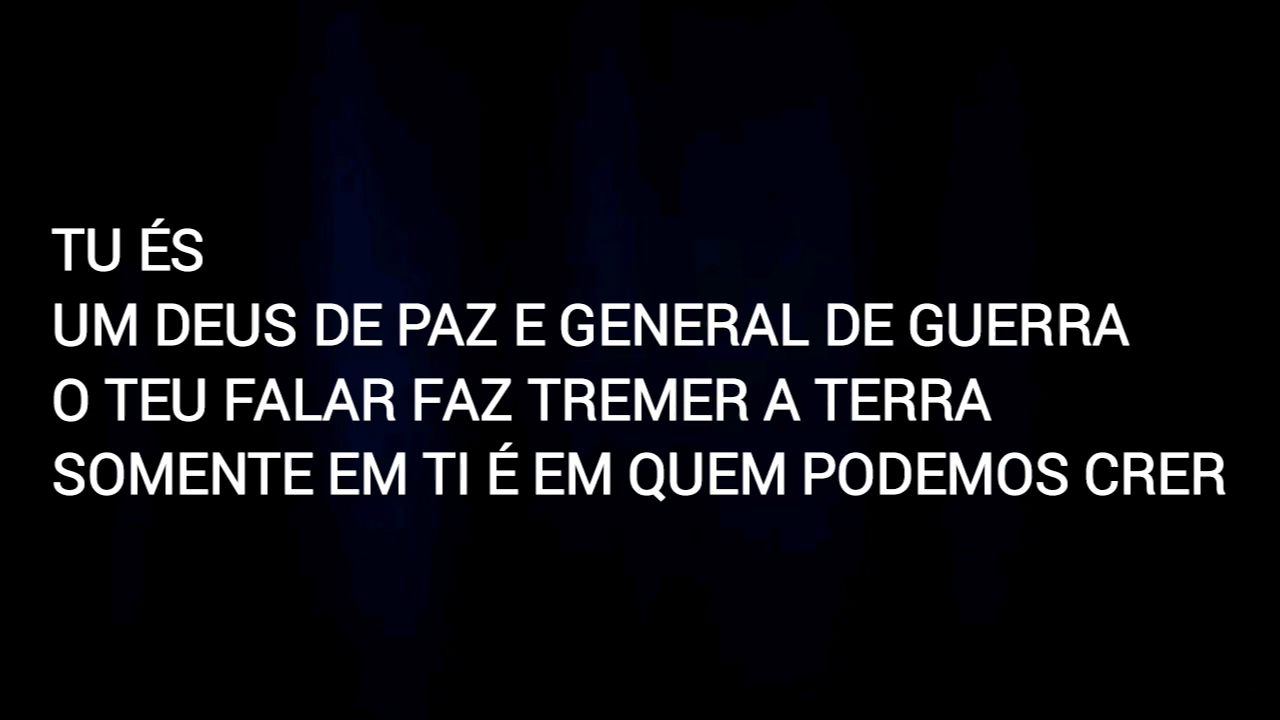 TU ÉS
UM DEUS DE PAZ E GENERAL DE GUERRA
O TEU FALAR FAZ TREMER A TERRA
SOMENTE EM TI É EM QUEM PODEMOS CRER